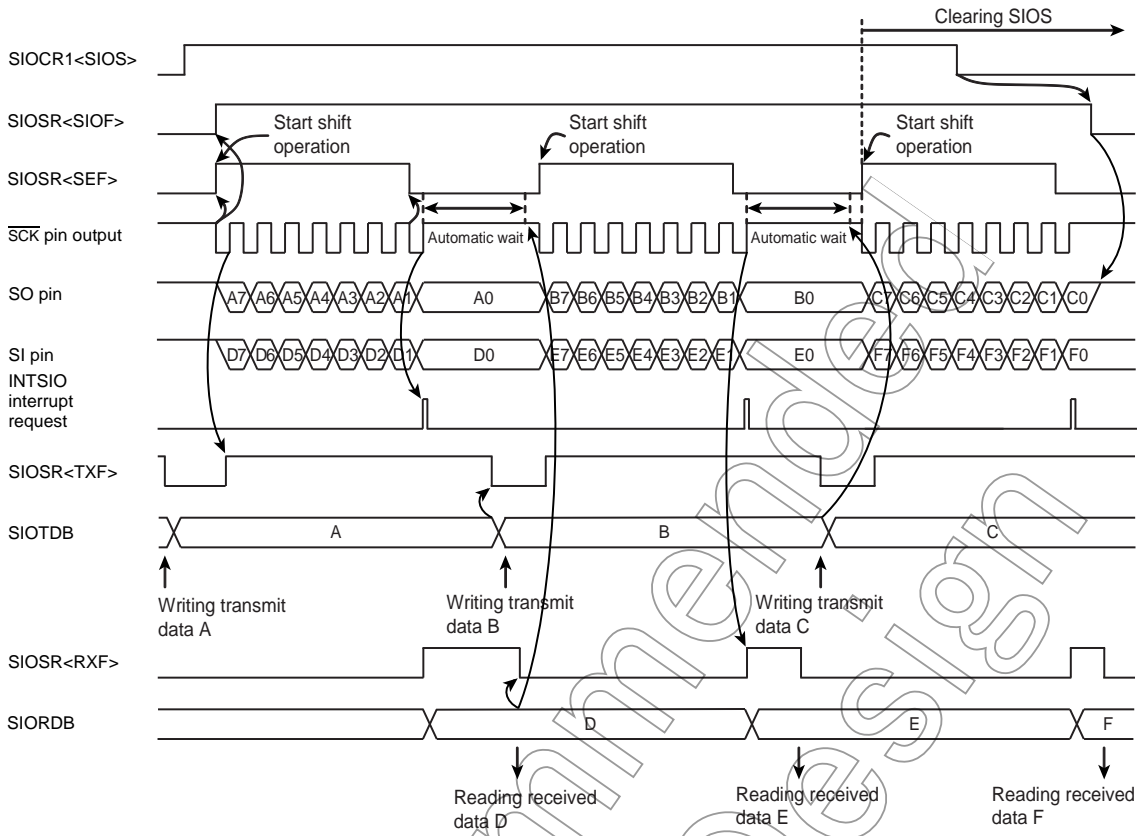 Clearing SIOS
SIOCR1<SIOS>
SIOSR<SIOF>
Start shift
operation
Start shift
operation
Start shift
operation
SIOSR<SEF>
SCK pin output
Automatic wait
Automatic wait
SO pin
A7 A6 A5 A4 A3 A2 A1 A0 B7 B6 B5 B4 B3 B2 B1 B0 C7 C6 C5 C4 C3 C2 C1 C0
SI pin
D7 D6 D5 D4 D3 D2 D1 D0 E7 E6 E5 E4 E3 E2 E1 E0 F7 F6 F5 F4 F3 F2 F1 F0
INTSIO
interrupt
request
SIOSR<TXF>
SIOTDB
A B C
Writing transmit
data A
Writing transmit
data B
Writing transmit
data C
SIOSR<RXF>
SIORDB
D E F
Reading received
data D
Reading received
data E
Reading received
data F